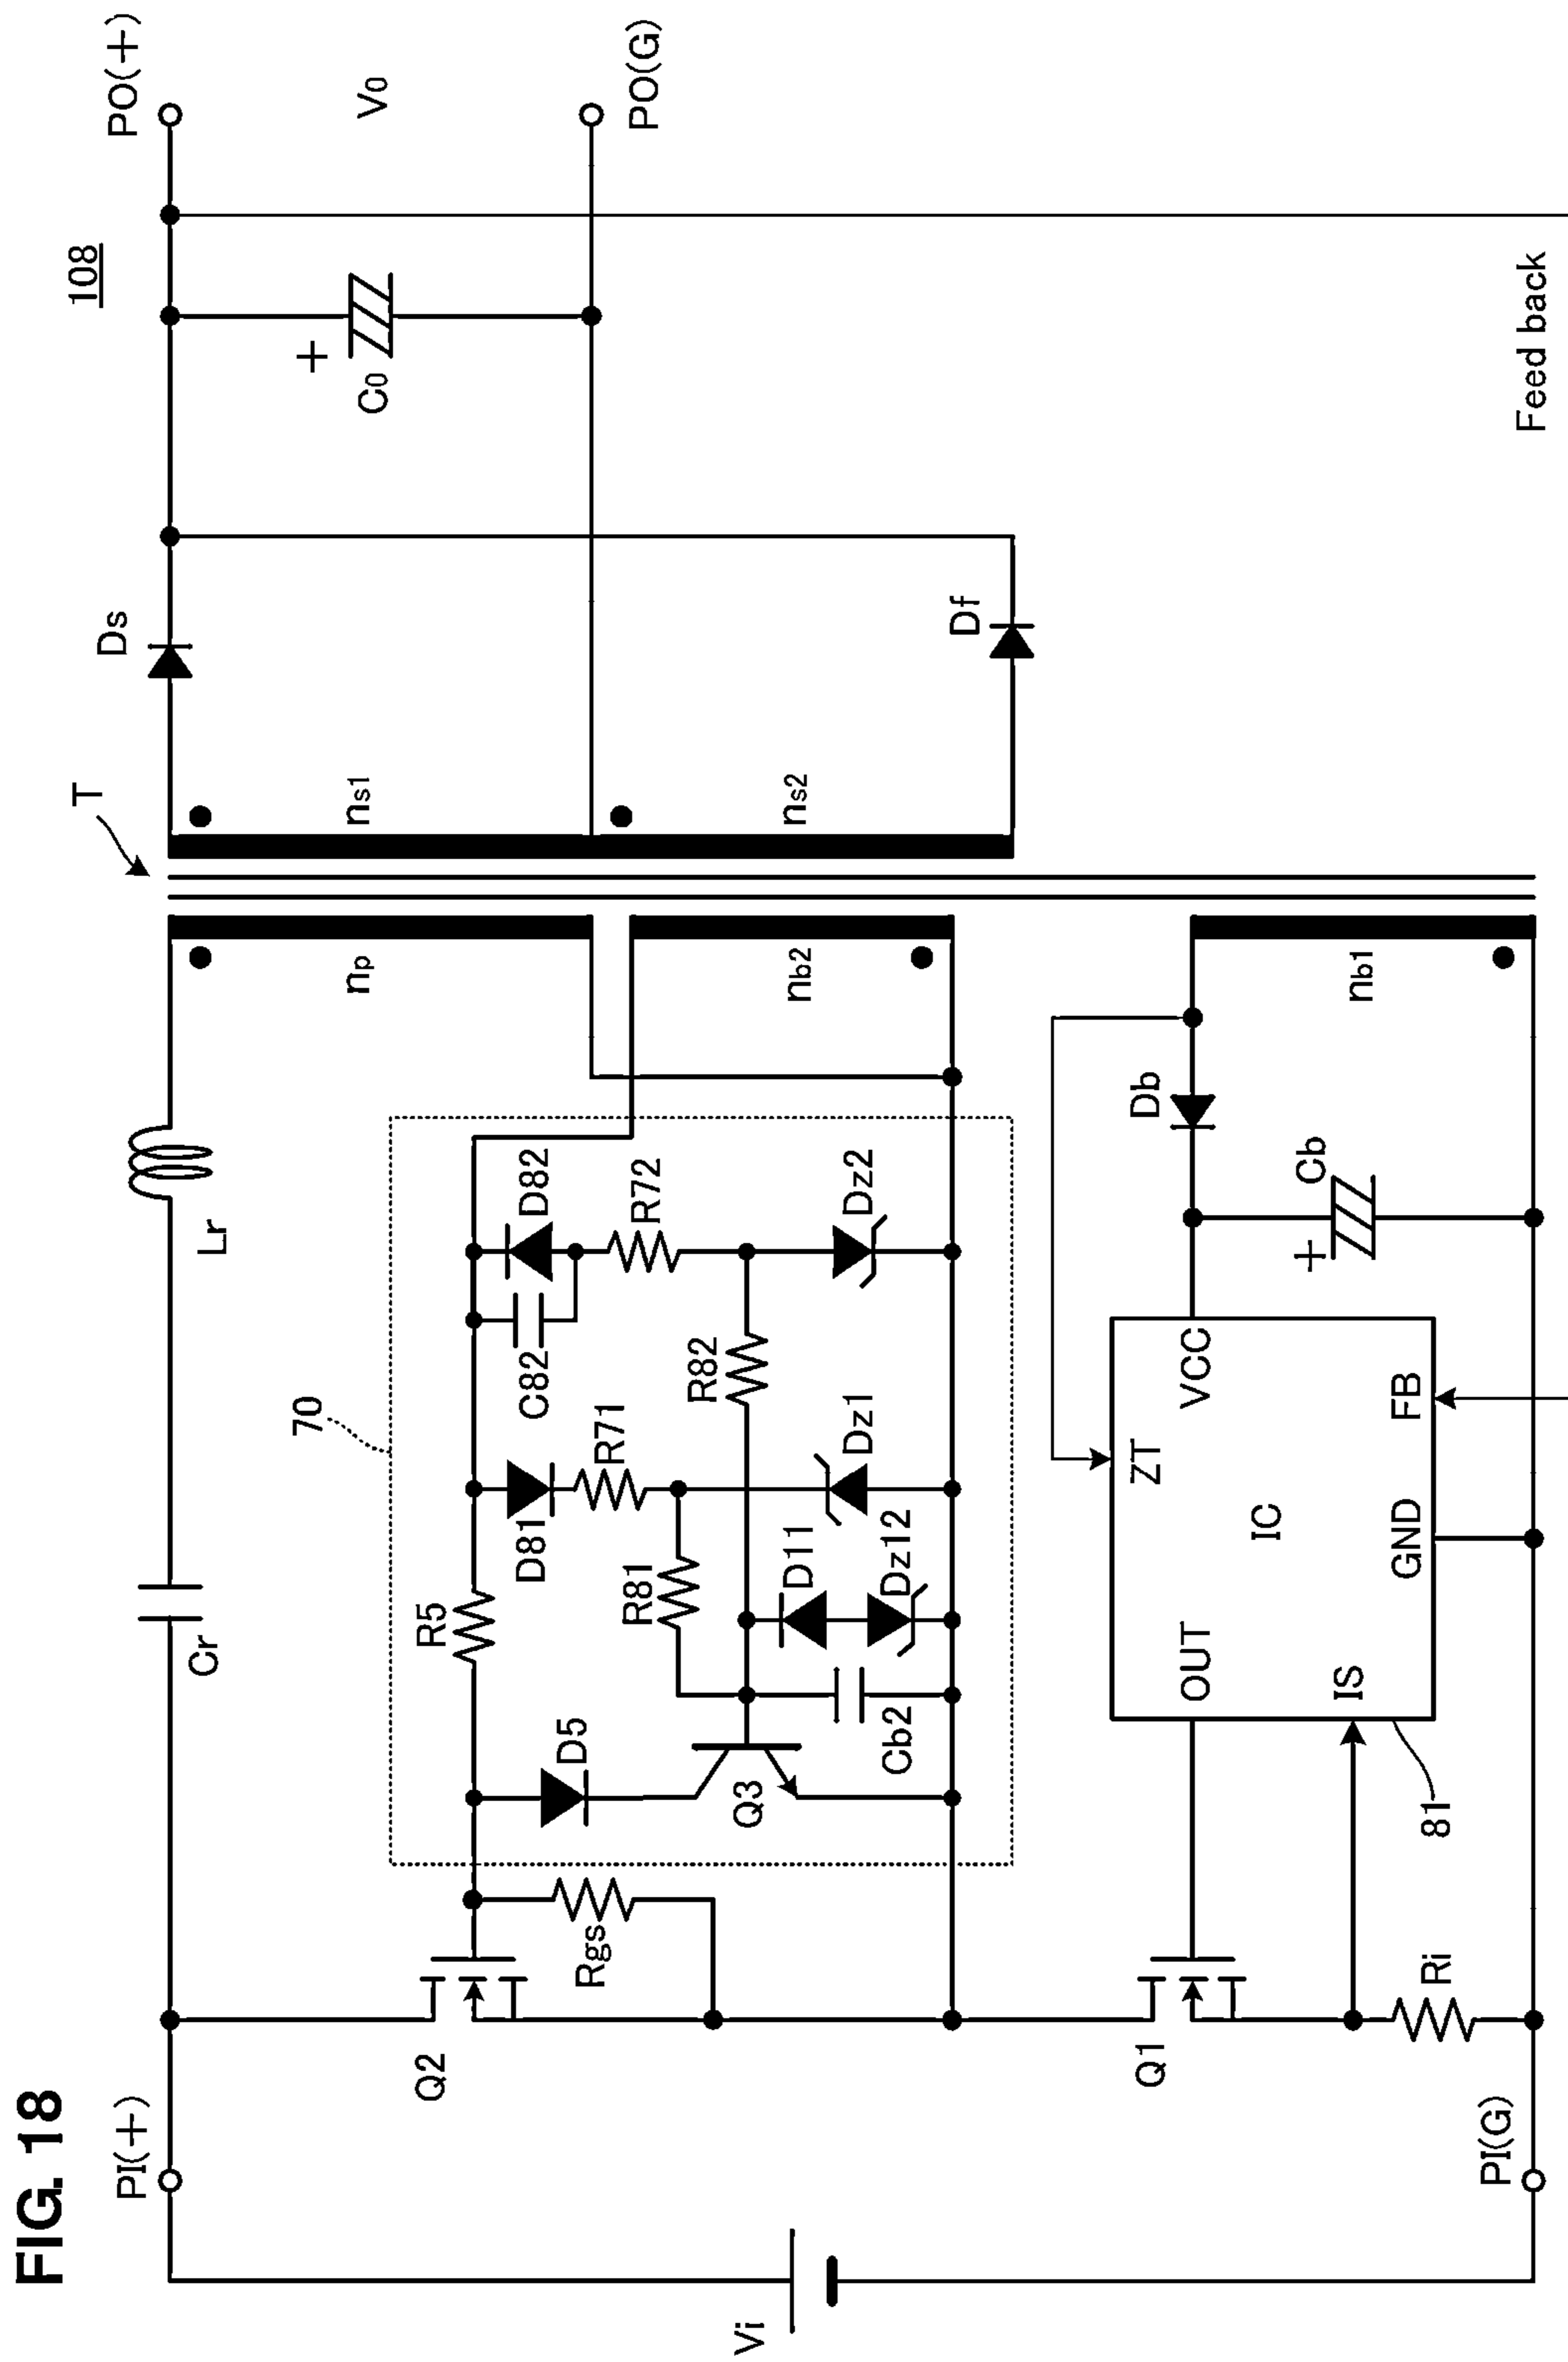 FIG. 18
108
PI(+)
Cr
Lr
T
Ds
PO(+)
np
ns1
C0
+
V0
70
Q2
Rgs
R5
D5
Q3
Cb2
D81
R81
R71
D11
Dz12
Dz1
C82
D82
R82
R72
Dz2
nb2
ns2
PO(G)
Df
Vi
Q1
Ri
81
OUT
IS
IC
GND
ZT
VCC
FB
Db
+
Cb
nb1
PI(G)
Feed back